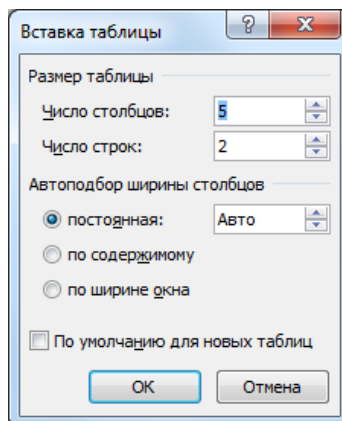 Вставка таблицы
Размер таблицы
Число столбцов: 5
Число строк: 2
Автоподбор ширины столбцов
постоянная: Авто
по содержимому
по ширине окна
По умолчанию для новых таблиц
ОК Отмена